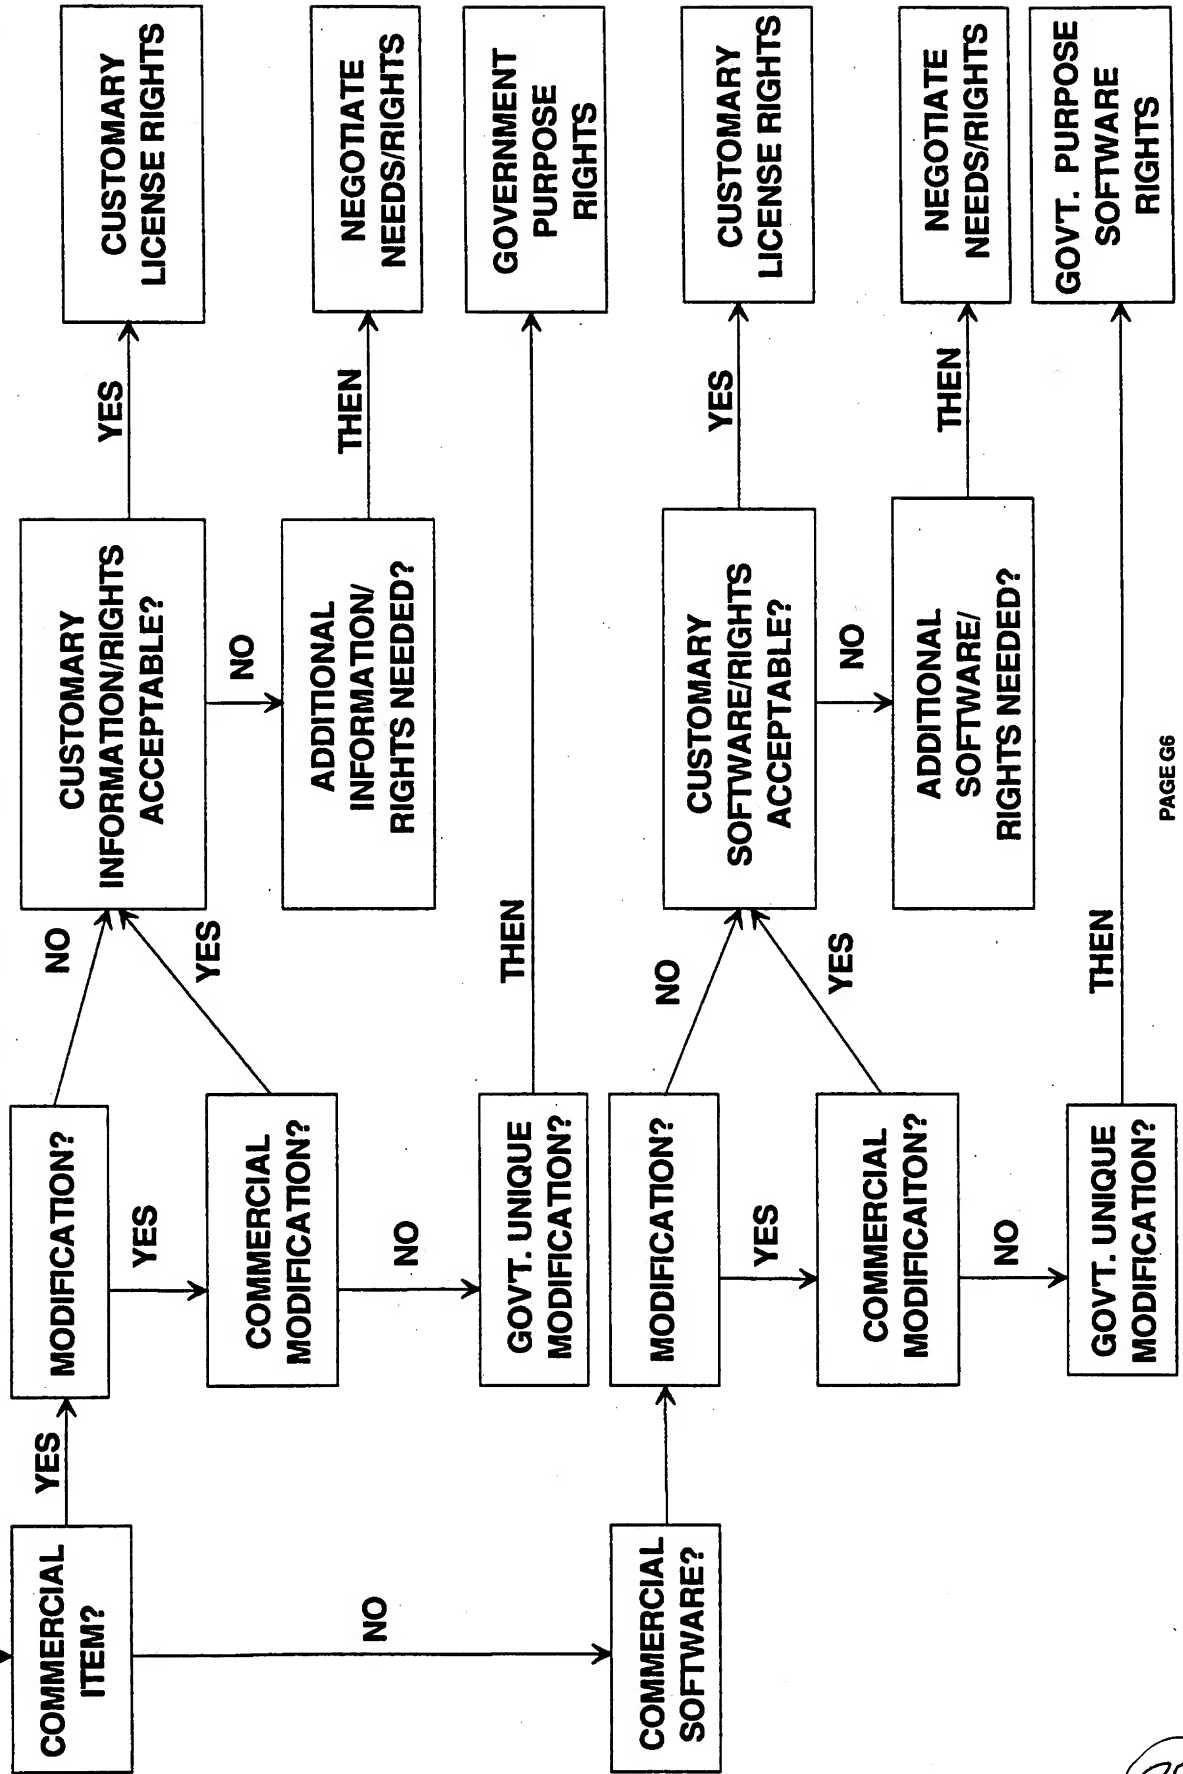 COMMERCIAL
ITEM?
YES
MODIFICATION?
NO
CUSTOMARY
INFORMATION/RIGHTS
ACCEPTABLE?
YES
CUSTOMARY
LICENSE RIGHTS
YES
COMMERCIAL
MODIFICATION?
YES
NO
ADDITIONAL
INFORMATION/
RIGHTS NEEDED?
THEN
NEGOTIATE
NEEDS/RIGHTS
NO
GOV'T. UNIQUE
MODIFICATION?
THEN
GOVERNMENT
PURPOSE
RIGHTS
NO
COMMERCIAL
SOFTWARE?
MODIFICATION?
NO
CUSTOMARY
SOFTWARE/RIGHTS
ACCEPTABLE?
YES
CUSTOMARY
LICENSE RIGHTS
YES
COMMERCIAL
MODIFICAITON?
YES
NO
ADDITIONAL
SOFTWARE/
RIGHTS NEEDED?
THEN
NEGOTIATE
NEEDS/RIGHTS
NO
GOV'T. UNIQUE
MODIFICATION?
THEN
GOV'T. PURPOSE
SOFTWARE
RIGHTS
PAGE G6